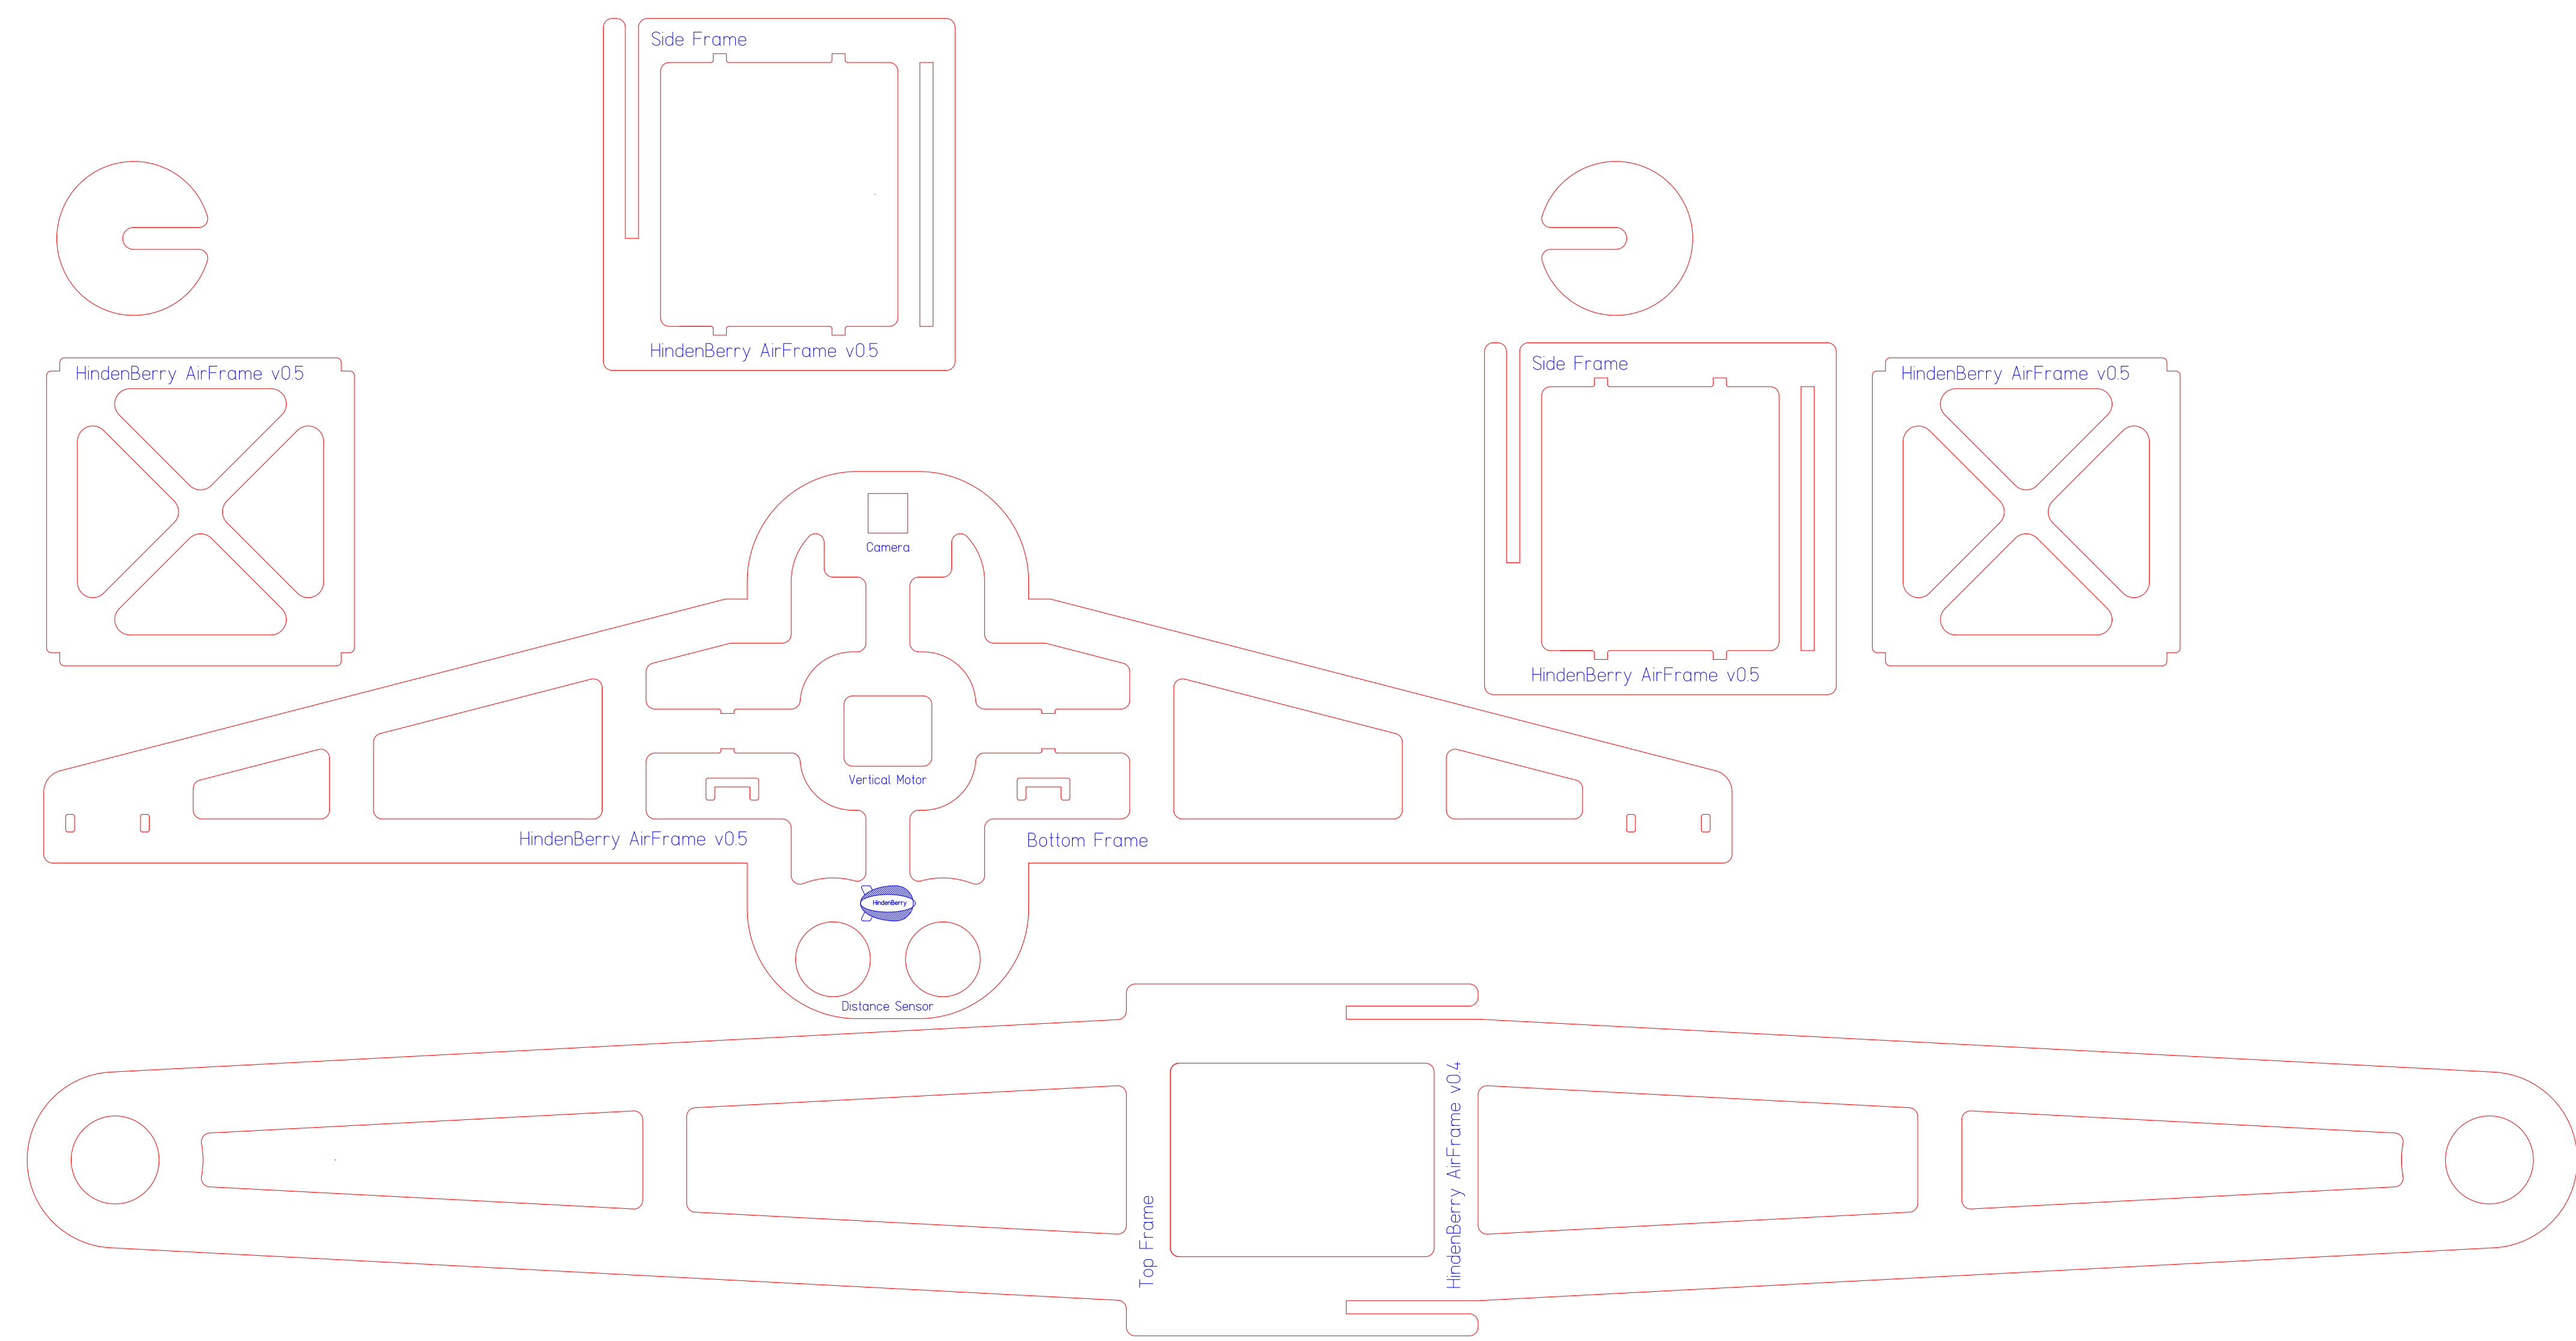 Side Frame
HindenBerry AirFrame v0.5
HindenBerry AirFrame v0.5
Side Frame
HindenBerry AirFrame v0.5
HindenBerry AirFrame v0.5
Camera
Vertical Motor
HindenBerry AirFrame v0.5
Bottom Frame
HindenBerry
Distance Sensor
Top Frame
HindenBerry AirFrame v0.4